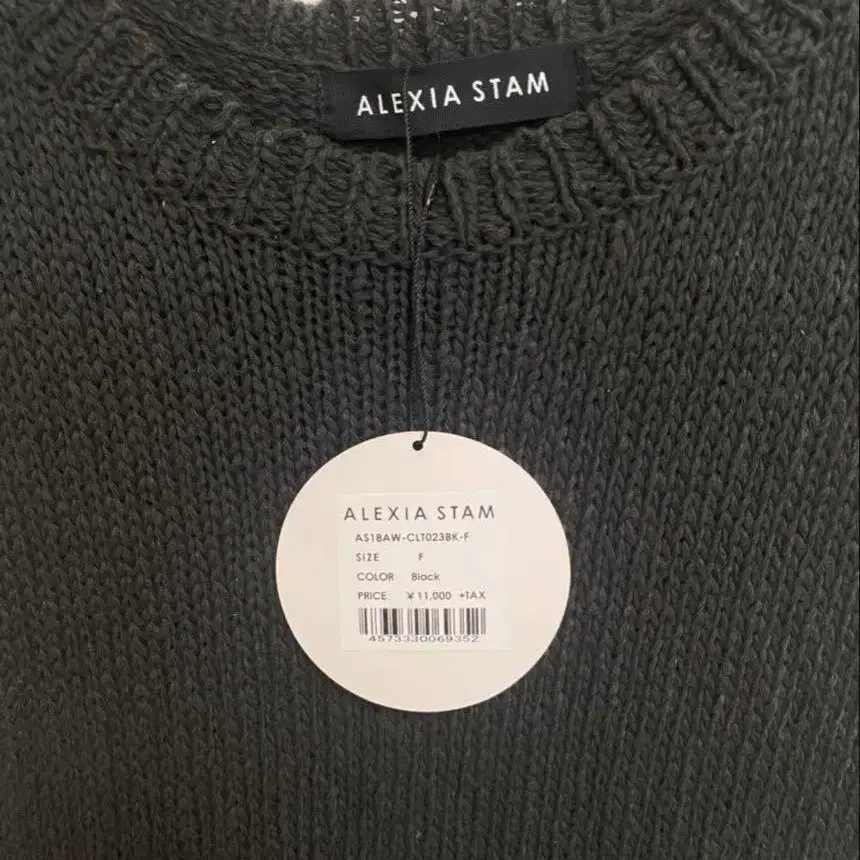 ALEXIA STAM
ALEXIA STAM
AS18AW-CLT023BK-F
SIZE F
COLOR Black
PRICE ¥11,000 +TAX
4573330069352